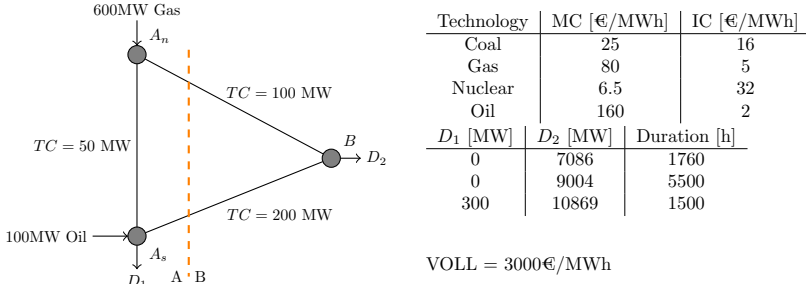 600MW Gas
A_n
TC = 100 MW
TC = 50 MW
B
D_2
TC = 200 MW
100MW Oil
A_s
D_1
A B
Technology MC [€/MWh] IC [€/MWh]
Coal 25 16
Gas 80 5
Nuclear 6.5 32
Oil 160 2
D_1 [MW] D_2 [MW] Duration [h]
0 7086 1760
0 9004 5500
300 10869 1500
VOLL = 3000€/MWh